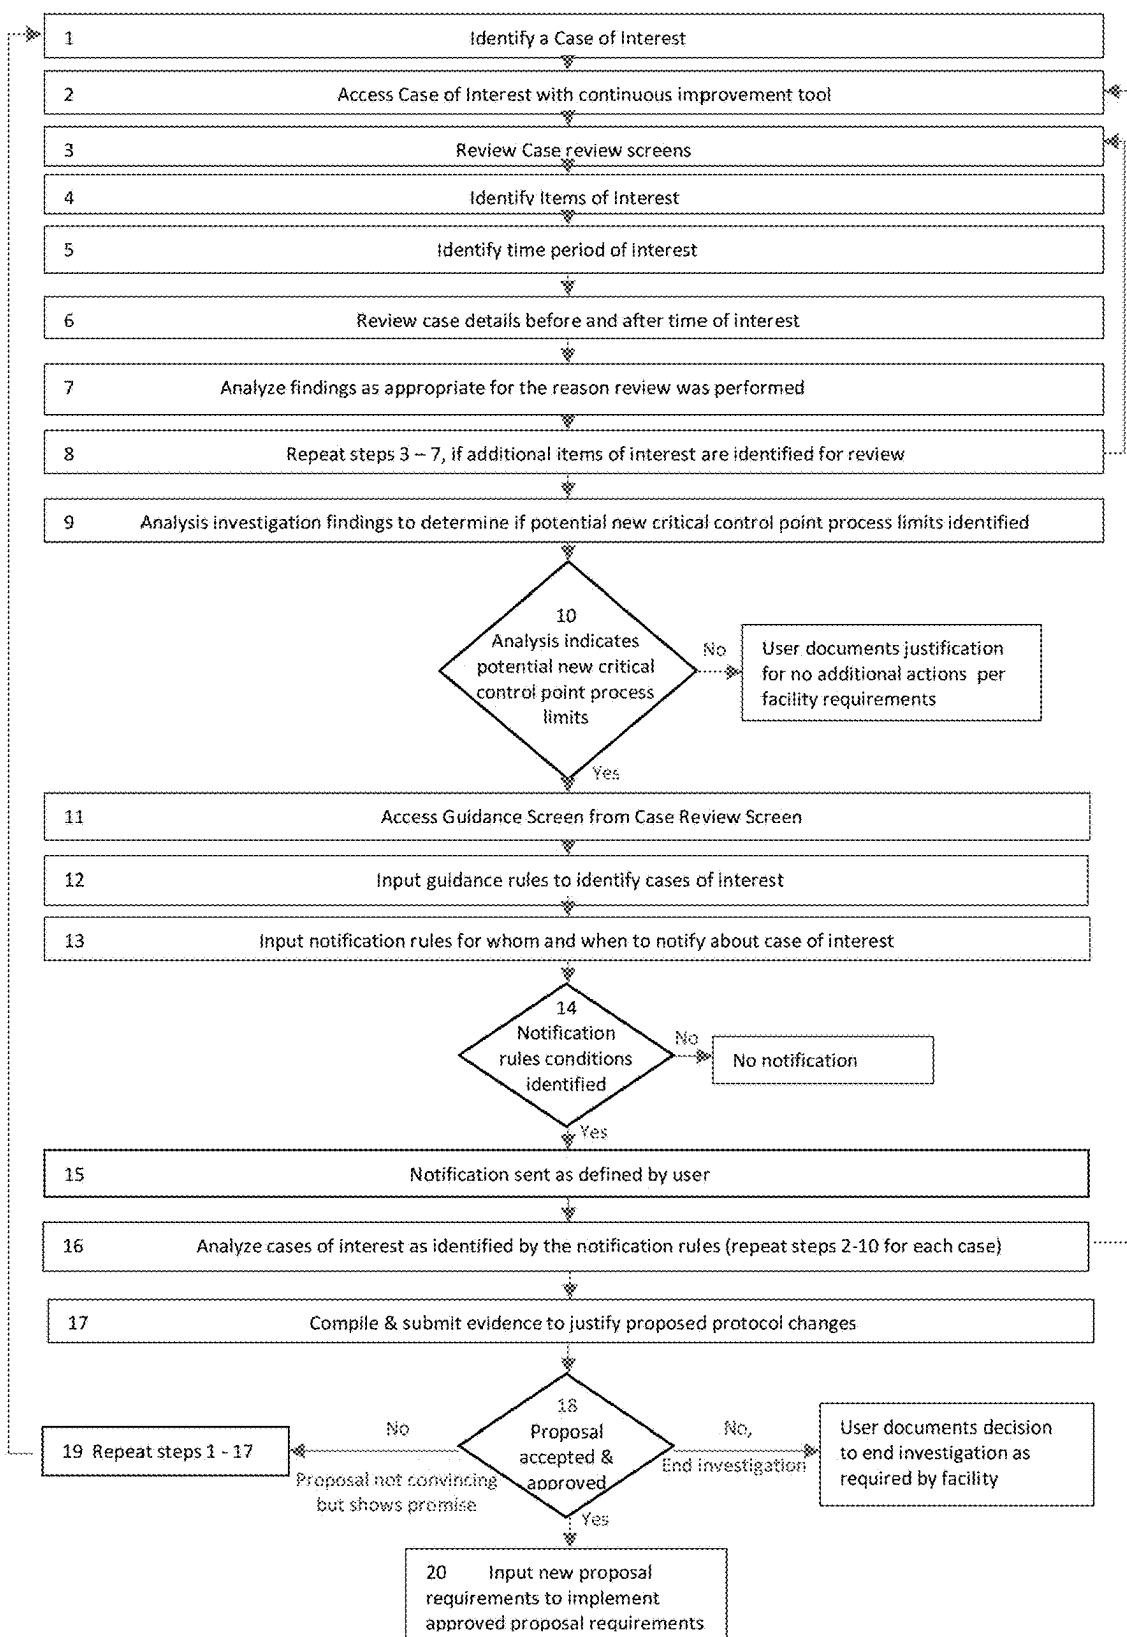 1 Identify a Case of Interest
2 Access Case of Interest with continuous improvement tool
3 Review Case review screens
4 Identify Items of Interest
5 Identify time period of interest
6 Review case details before and after time of interest
7 Analyze findings as appropriate for the reason review was performed
8 Repeat steps 3 – 7, if additional items of interest are identified for review
9 Analysis investigation findings to determine if potential new critical control point process limits identified
10
Analysis indicates
potential new critical
control point process
limits
No
User documents justification
for no additional actions per
facility requirements
Yes
11 Access Guidance Screen from Case Review Screen
12 Input guidance rules to identify cases of interest
13 Input notification rules for whom and when to notify about case of interest
14
Notification
rules conditions
identified
No
No notification
Yes
15 Notification sent as defined by user
16 Analyze cases of interest as identified by the notification rules (repeat steps 2-10 for each case)
17 Compile & submit evidence to justify proposed protocol changes
18
Proposal
accepted &
approved
No
Proposal not convincing
but shows promise
19 Repeat steps 1 - 17
No,
End investigation
User documents decision
to end investigation as
required by facility
Yes
20 Input new proposal
requirements to implement
approved proposal requirements